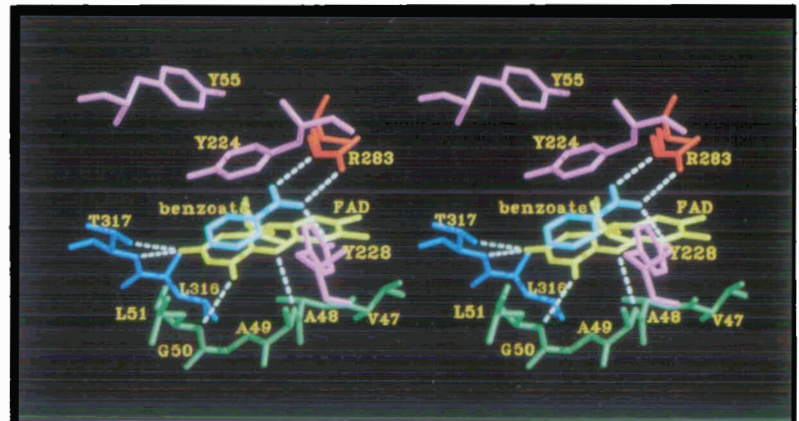 Y55
Y224
R283
benzoate
FAD
T317
Y228
L316
L51
A48
A49
V47
G50
Y55
Y224
R283
benzoate
FAD
T317
Y228
L316
L51
A48
A49
V47
G50